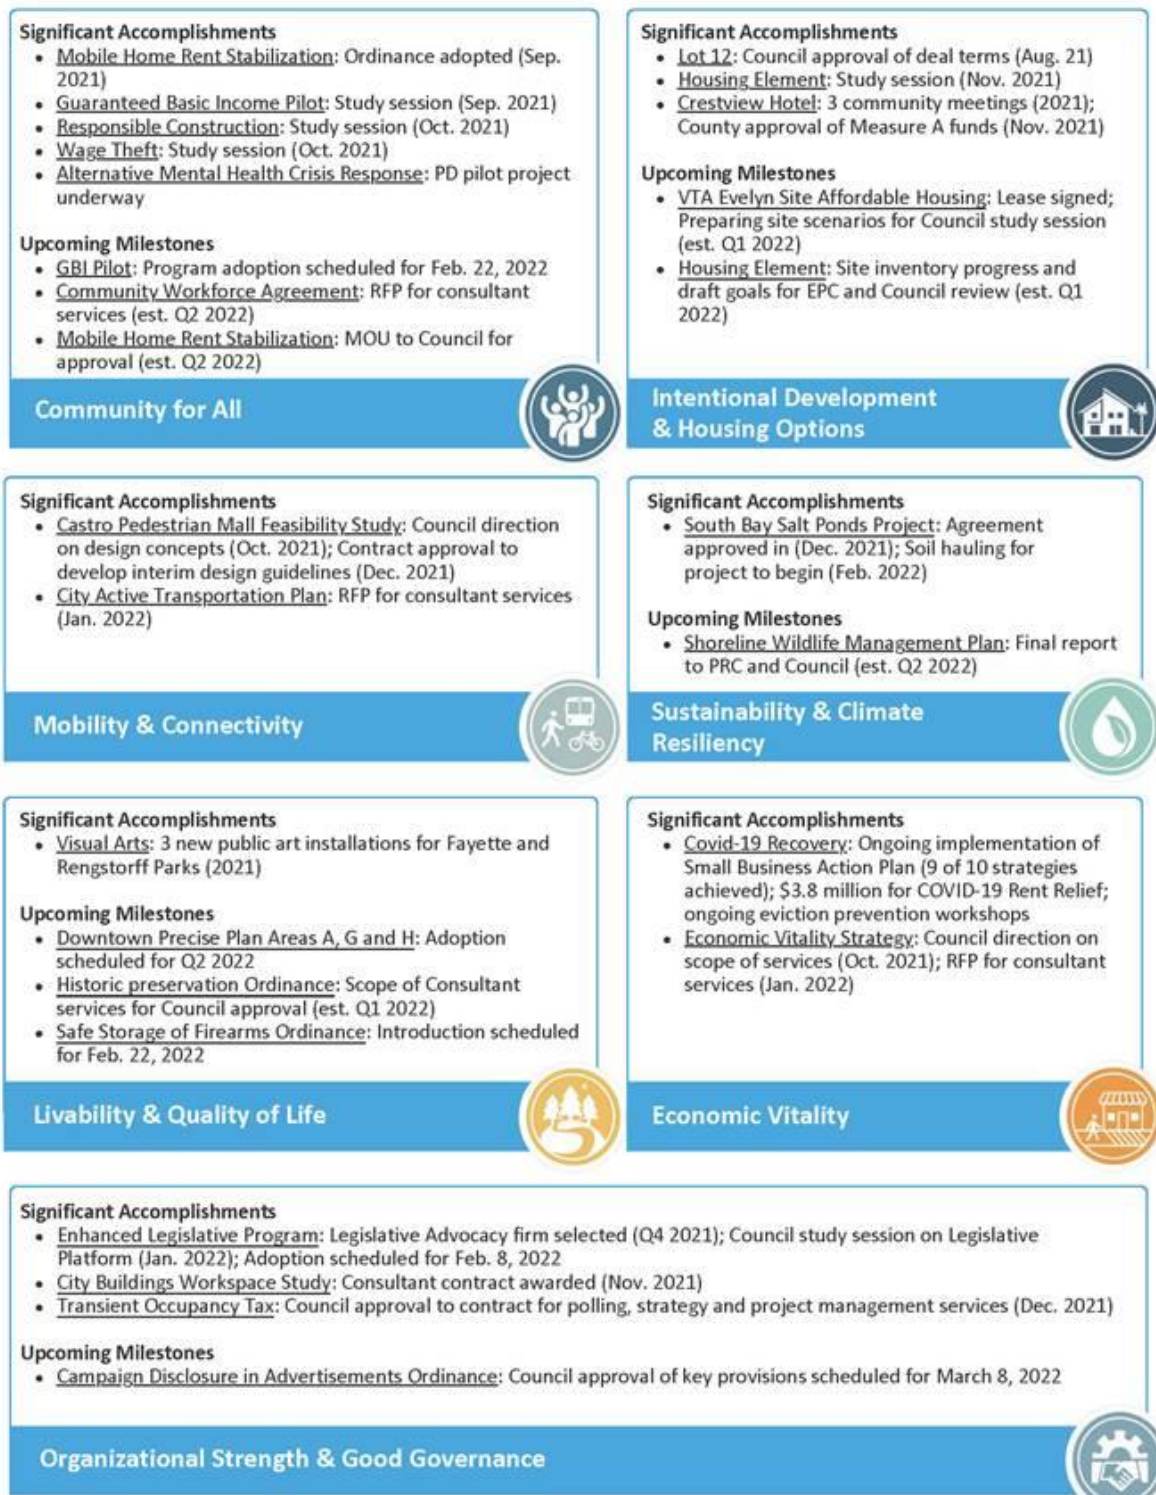 Significant Accomplishments
• Mobile Home Rent Stabilization: Ordinance adopted (Sep.
2021)
• Guaranteed Basic Income Pilot: Study session (Sep. 2021)
• Responsible Construction: Study session (Oct. 2021)
• Wage Theft: Study session (Oct. 2021)
• Alternative Mental Health Crisis Response: PD pilot project
underway
Upcoming Milestones
• GBI Pilot: Program adoption scheduled for Feb. 22, 2022
• Community Workforce Agreement: RFP for consultant
services (est. Q2 2022)
• Mobile Home Rent Stabilization: MOU to Council for
approval (est. Q2 2022)
Community for All
Significant Accomplishments
• Lot 12: Council approval of deal terms (Aug. 21)
• Housing Element: Study session (Nov. 2021)
• Crestview Hotel: 3 community meetings (2021);
County approval of Measure A funds (Nov. 2021)
Upcoming Milestones
• VTA Evelyn Site Affordable Housing: Lease signed;
Preparing site scenarios for Council study session
(est. Q1 2022)
• Housing Element: Site inventory progress and
draft goals for EPC and Council review (est. Q1
2022)
Intentional Development
& Housing Options
Significant Accomplishments
• Castro Pedestrian Mall Feasibility Study: Council direction
on design concepts (Oct. 2021); Contract approval to
develop interim design guidelines (Dec. 2021)
• City Active Transportation Plan: RFP for consultant services
(Jan. 2022)
Mobility & Connectivity
Significant Accomplishments
• South Bay Salt Ponds Project: Agreement
approved in (Dec. 2021); Soil hauling for
project to begin (Feb. 2022)
Upcoming Milestones
• Shoreline Wildlife Management Plan: Final report
to PRC and Council (est. Q2 2022)
Sustainability & Climate
Resiliency
Significant Accomplishments
• Visual Arts: 3 new public art installations for Fayette and
Rengstorff Parks (2021)
Upcoming Milestones
• Downtown Precise Plan Areas A, G and H: Adoption
scheduled for Q2 2022
• Historic preservation Ordinance: Scope of Consultant
services for Council approval (est. Q1 2022)
• Safe Storage of Firearms Ordinance: Introduction scheduled
for Feb. 22, 2022
Livability & Quality of Life
Significant Accomplishments
• Covid-19 Recovery: Ongoing implementation of
Small Business Action Plan (9 of 10 strategies
achieved); $3.8 million for COVID-19 Rent Relief;
ongoing eviction prevention workshops
• Economic Vitality Strategy: Council direction on
scope of services (Oct. 2021); RFP for consultant
services (Jan. 2022)
Economic Vitality
Significant Accomplishments
• Enhanced Legislative Program: Legislative Advocacy firm selected (Q4 2021); Council study session on Legislative
Platform (Jan. 2022); Adoption scheduled for Feb. 8, 2022
• City Buildings Workspace Study: Consultant contract awarded (Nov. 2021)
• Transient Occupancy Tax: Council approval to contract for polling, strategy and project management services (Dec. 2021)
Upcoming Milestones
• Campaign Disclosure in Advertisements Ordinance: Council approval of key provisions scheduled for March 8, 2022
Organizational Strength & Good Governance